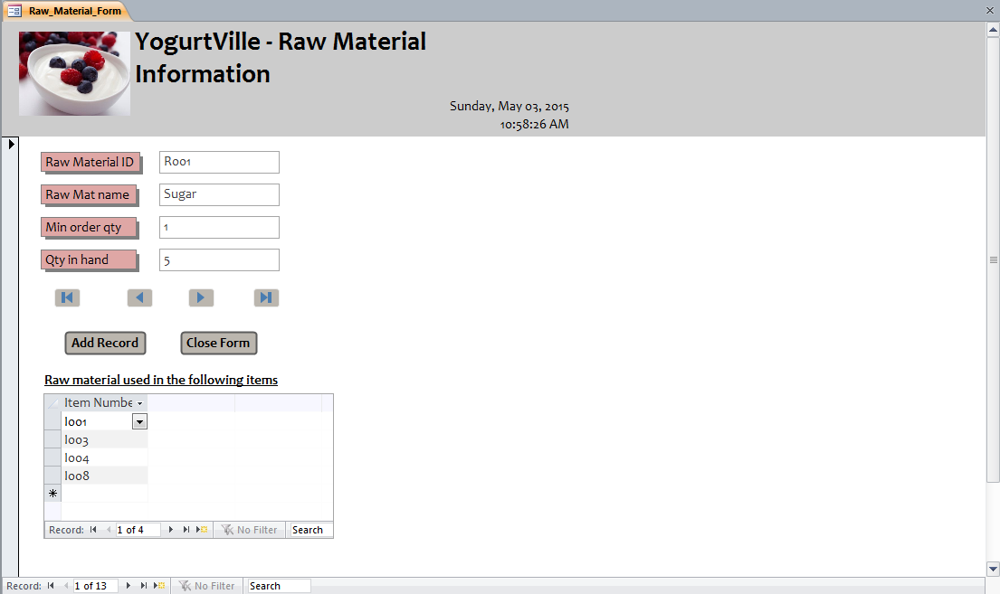 Raw_Material_Form
YogurtVille - Raw Material
Information
Sunday, May 03, 2015
10:58:26 AM
Raw Material ID R001
Raw Mat name Sugar
Min order qty 1
Qty in hand 5
Add Record Close Form
Raw material used in the following items
Item Numbe
I001
I003
I004
I008
Record: 1 of 4 No Filter Search
Record: 1 of 13 No Filter Search